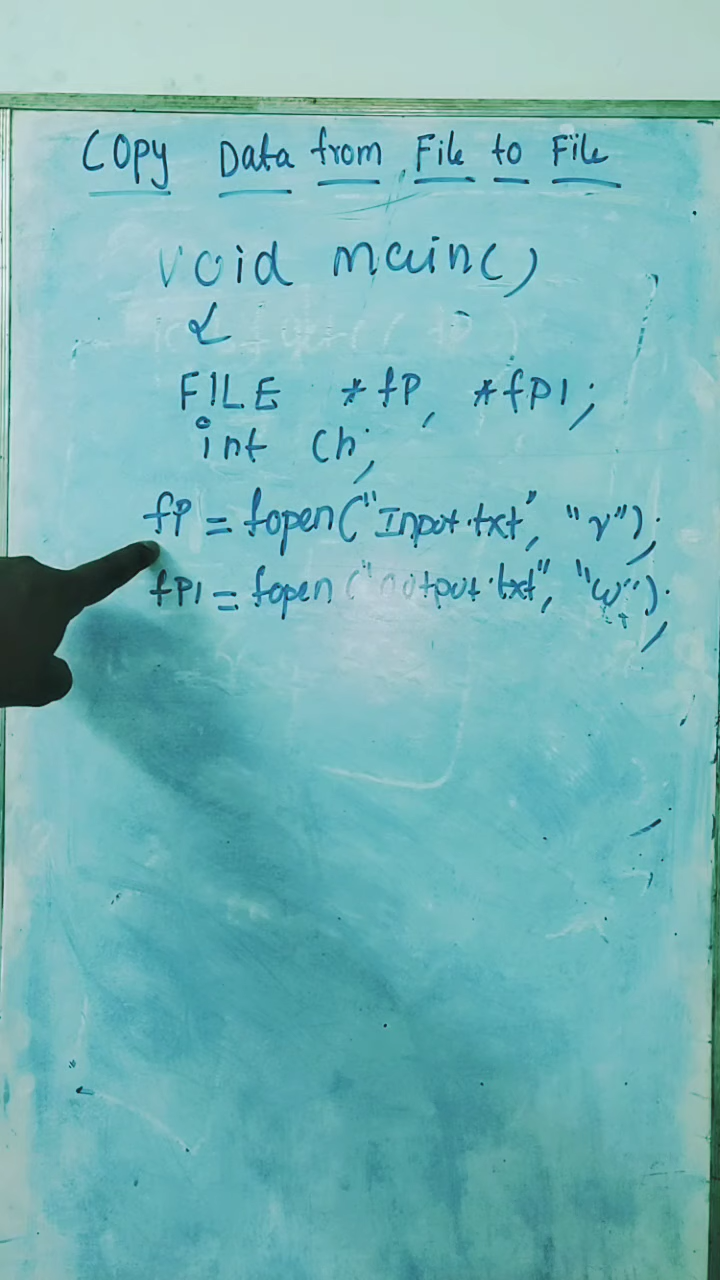 Copy Data from File to File
void main()
{
FILE *fp, *fp1;
int ch;
fp = fopen("Input.txt", "r");
fp1 = fopen("output.txt", "w");